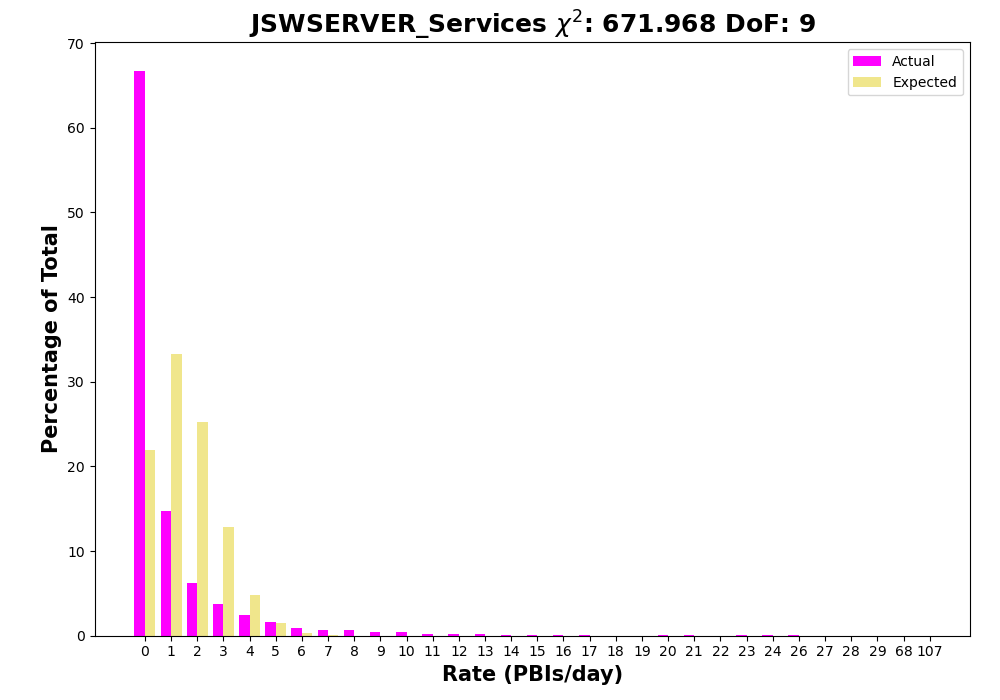 JSWSERVER_Services χ²: 671.968 DoF: 9
Actual
Expected
Percentage of Total
70
60
50
40
30
20
10
0
0 1 2 3 4 5 6 7 8 9 10 11 12 13 14 15 16 17 18 19 20 21 22 23 24 26 27 28 29 68 107
Rate (PBIs/day)